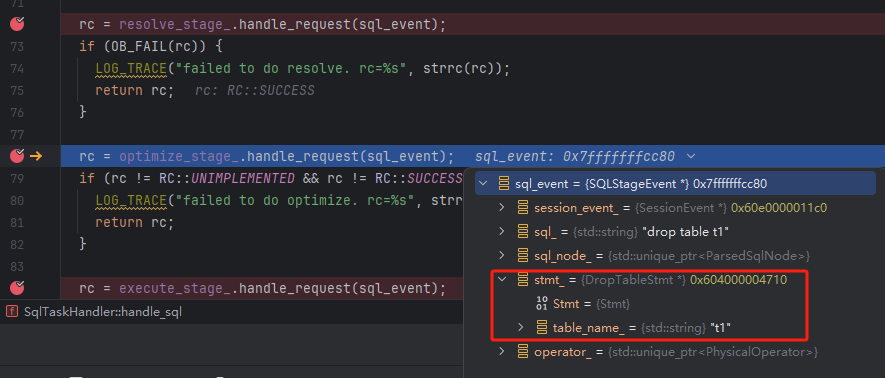 71
rc = resolve_stage_.handle_request(sql_event);
73 if (OB_FAIL(rc)) {
74 LOG_TRACE("failed to do resolve. rc=%s", strrc(rc));
75 return rc; rc: RC::SUCCESS
76 }
77
rc = optimize_stage_.handle_request(sql_event); sql_event: 0x7fffffffcc80
79 if (rc != RC::UNIMPLEMENTED && rc != RC::SUCCESS
80 LOG_TRACE("failed to do optimize. rc=%s", strr
81 return rc;
82 }
83
rc = execute_stage_.handle_request(sql_event);
SqlTaskHandler::handle_sql
sql_event = {SQLStageEvent *} 0x7fffffffcc80
session_event_ = {SessionEvent *} 0x60e0000011c0
sql_ = {std::string} "drop table t1"
sql_node_ = {std::unique_ptr<ParsedSqlNode>}
stmt_ = {DropTableStmt *} 0x604000004710
10
01 Stmt = {Stmt}
table_name_ = {std::string} "t1"
operator_ = {std::unique_ptr<PhysicalOperator>}